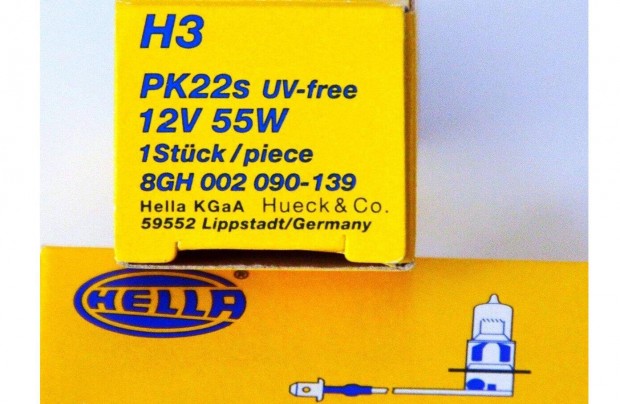 H3
PK22s UV-free
12V 55W
1Stück/piece
8GH 002 090-139
Hella KGaA Hueck & Co.
59552 Lippstadt/Germany
HELLA